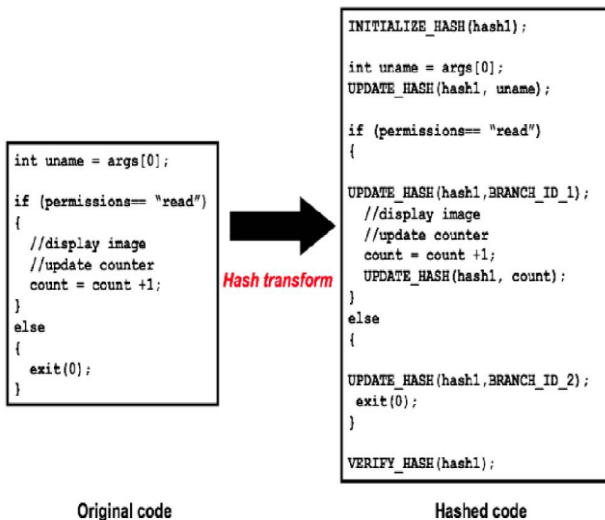 int uname = args[0];
if (permissions== “read”)
{
//display image
//update counter
count = count +1;
}
else
{
exit(0);
}
Original code
Hash transform
INITIALIZE_HASH(hash1);
int uname = args[0];
UPDATE_HASH(hash1, uname);
if (permissions== “read”)
{
UPDATE_HASH(hash1,BRANCH_ID_1);
//display image
//update counter
count = count +1;
UPDATE_HASH(hash1, count);
}
else
{
UPDATE_HASH(hash1,BRANCH_ID_2);
exit(0);
}
VERIFY_HASH(hash1);
Hashed code